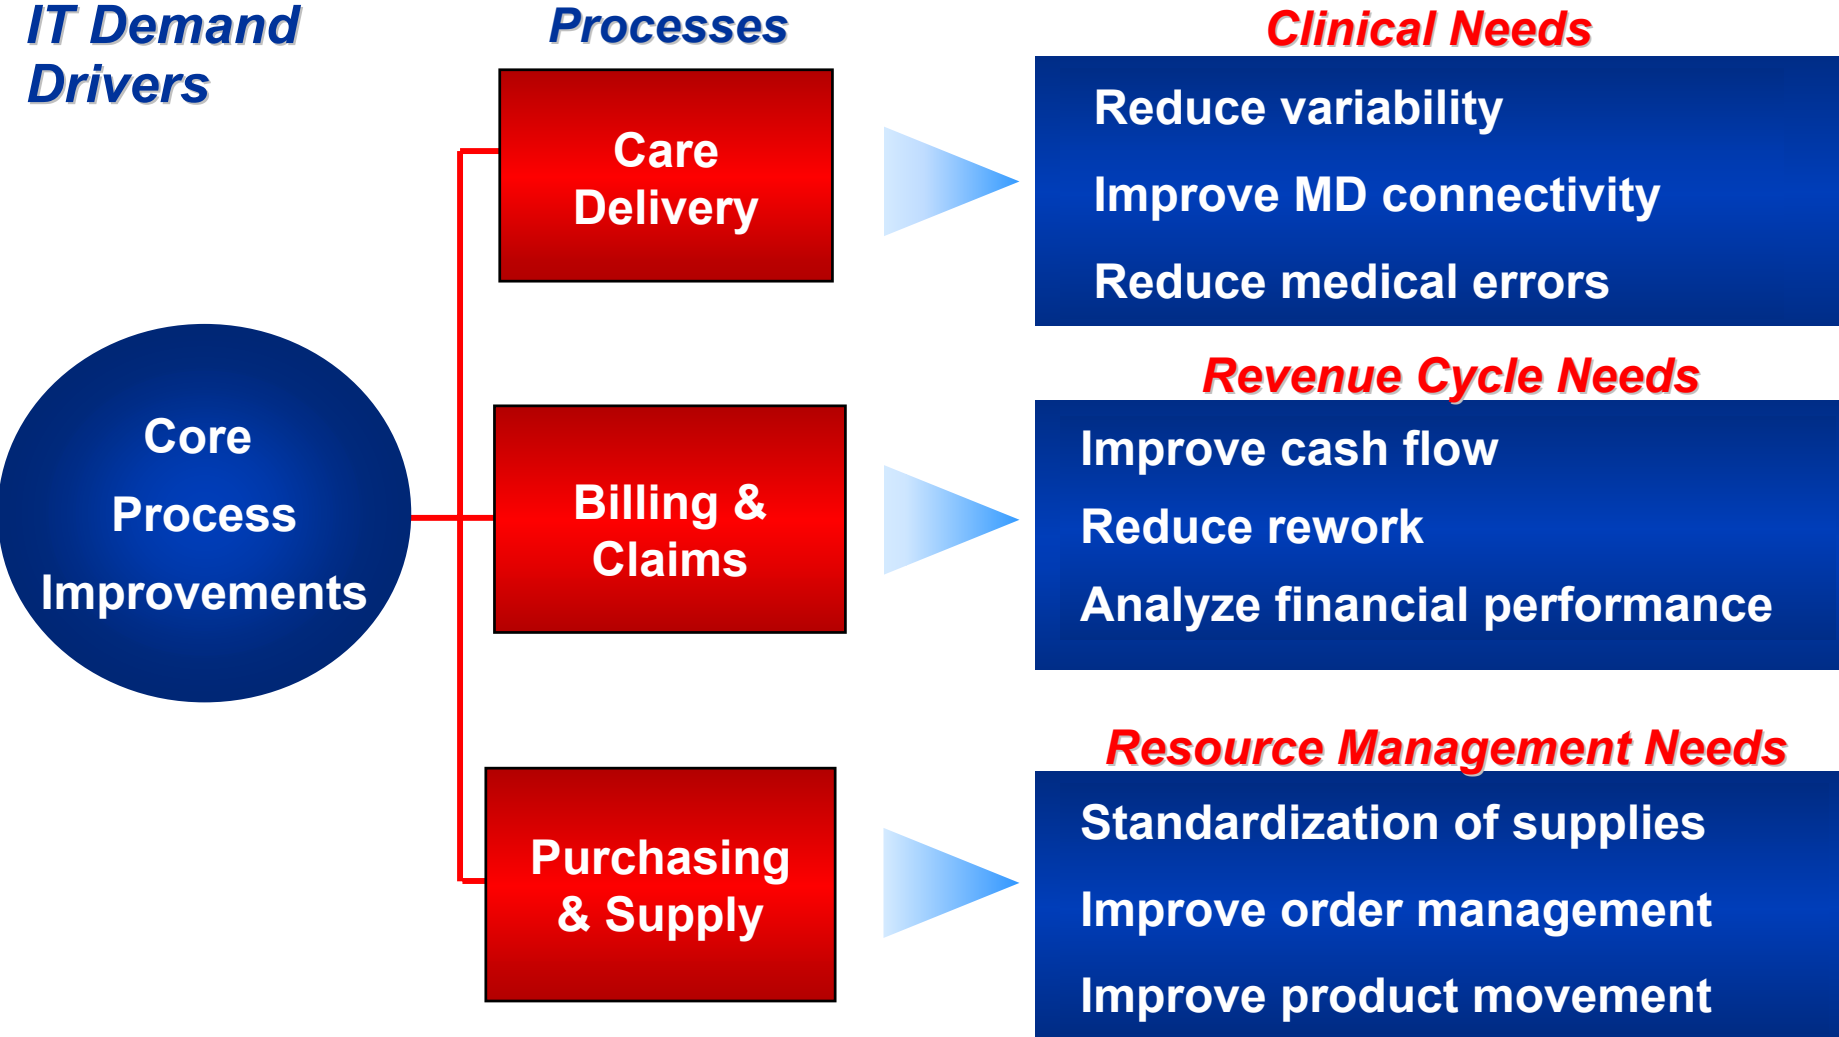 IT Demand
Drivers
Processes
Clinical Needs
Care
Delivery
Reduce variability
Improve MD connectivity
Reduce medical errors
Core
Process
Improvements
Revenue Cycle Needs
Billing &
Claims
Improve cash flow
Reduce rework
Analyze financial performance
Resource Management Needs
Purchasing
& Supply
Standardization of supplies
Improve order management
Improve product movement